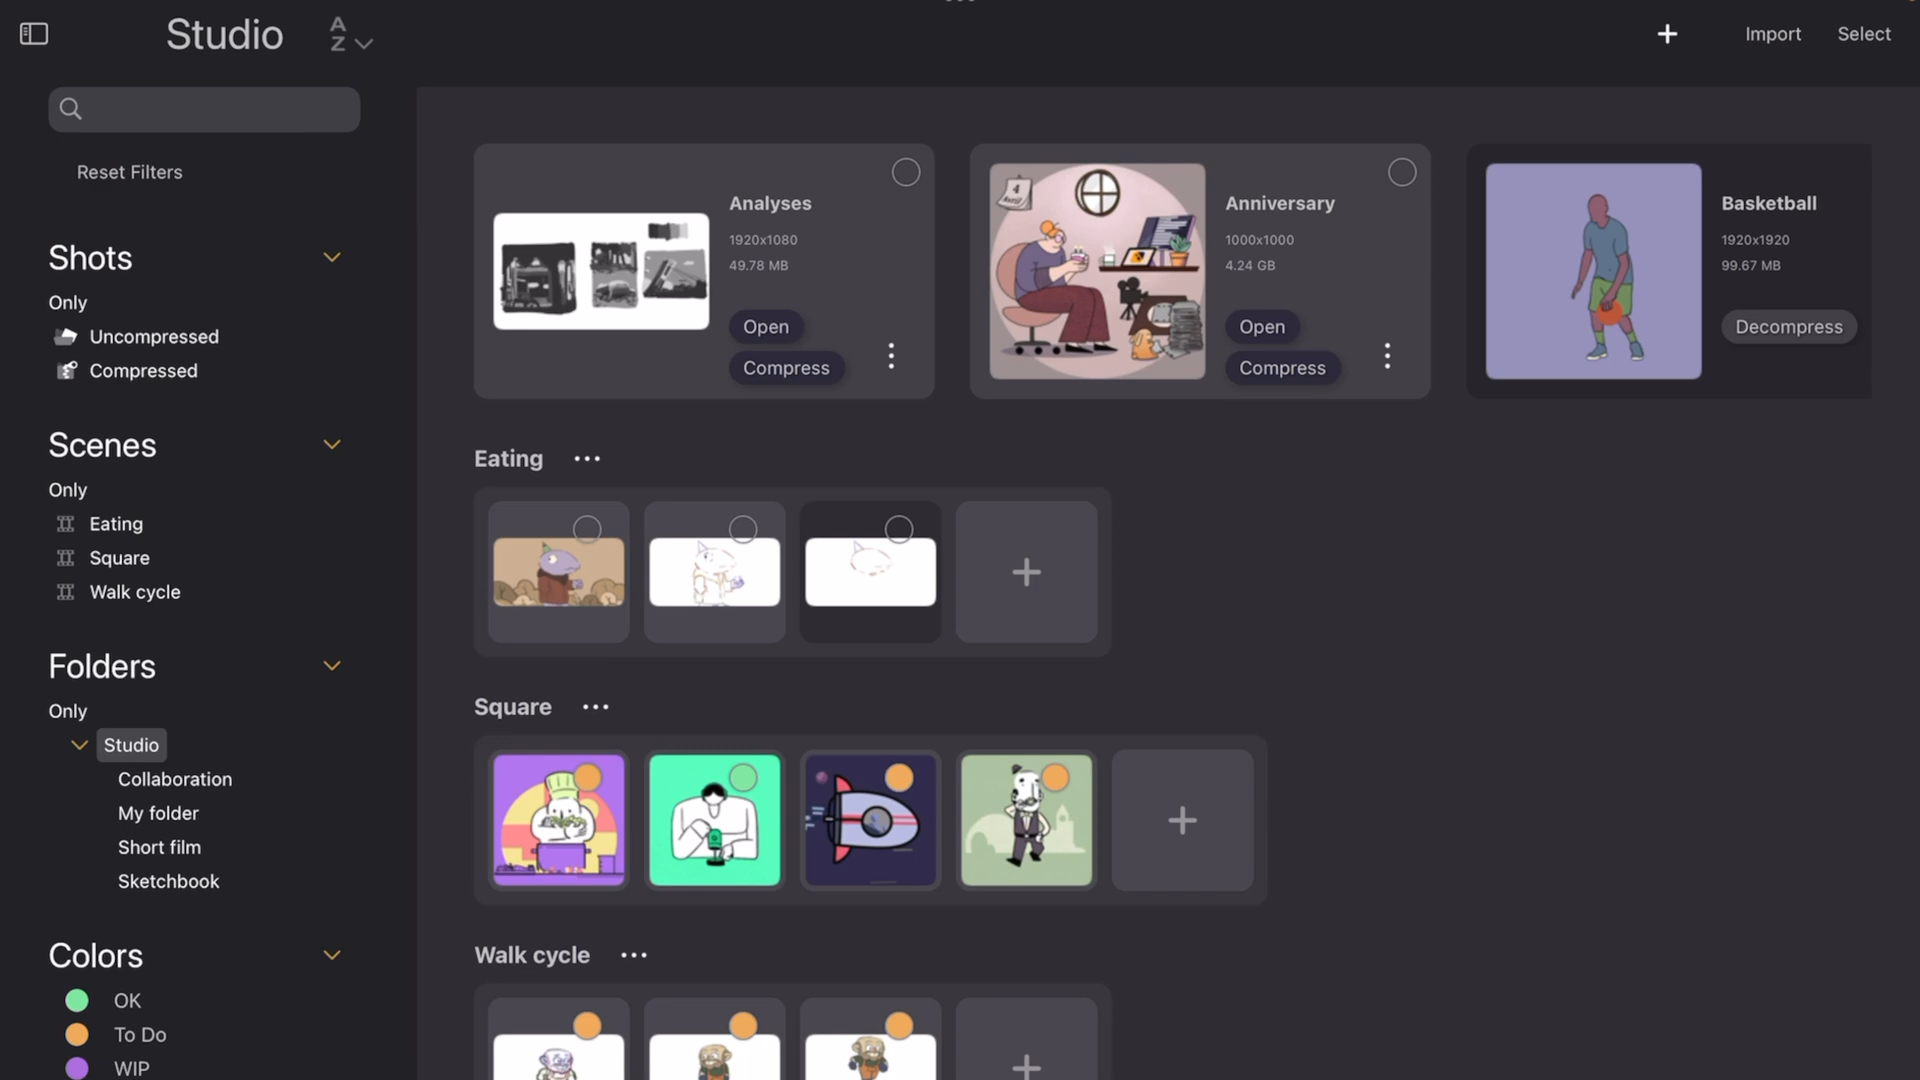 Studio
A
Z
Import
Select
Reset Filters
Shots
Only
Uncompressed
Compressed
Scenes
Only
Eating
Square
Walk cycle
Folders
Only
Studio
Collaboration
My folder
Short film
Sketchbook
Colors
OK
To Do
WIP
Analyses
1920x1080
49.78 MB
Open
Compress
4
Anniversary
1000x1000
4.24 GB
Open
Compress
Basketball
1920x1920
99.67 MB
Decompress
Eating
Square
Walk cycle